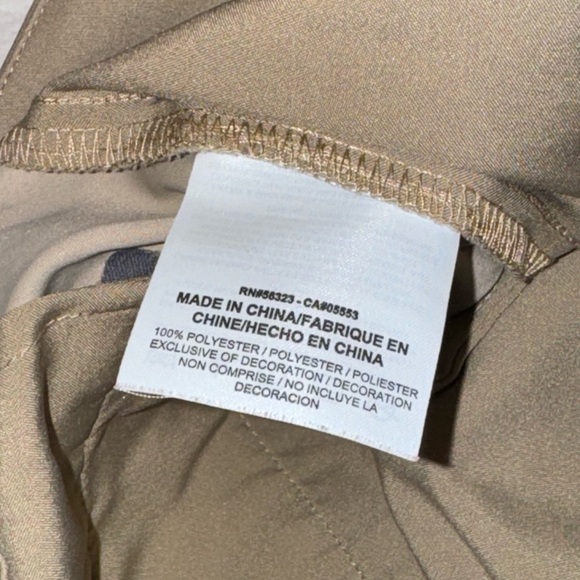 RN#56323 - CA#05553
MADE IN CHINA/FABRIQUE EN
CHINE/HECHO EN CHINA
100% POLYESTER / POLYESTER / POLIESTER
EXCLUSIVE OF DECORATION / DECORATION
NON COMPRISE / NO INCLUYE LA
DECORACION